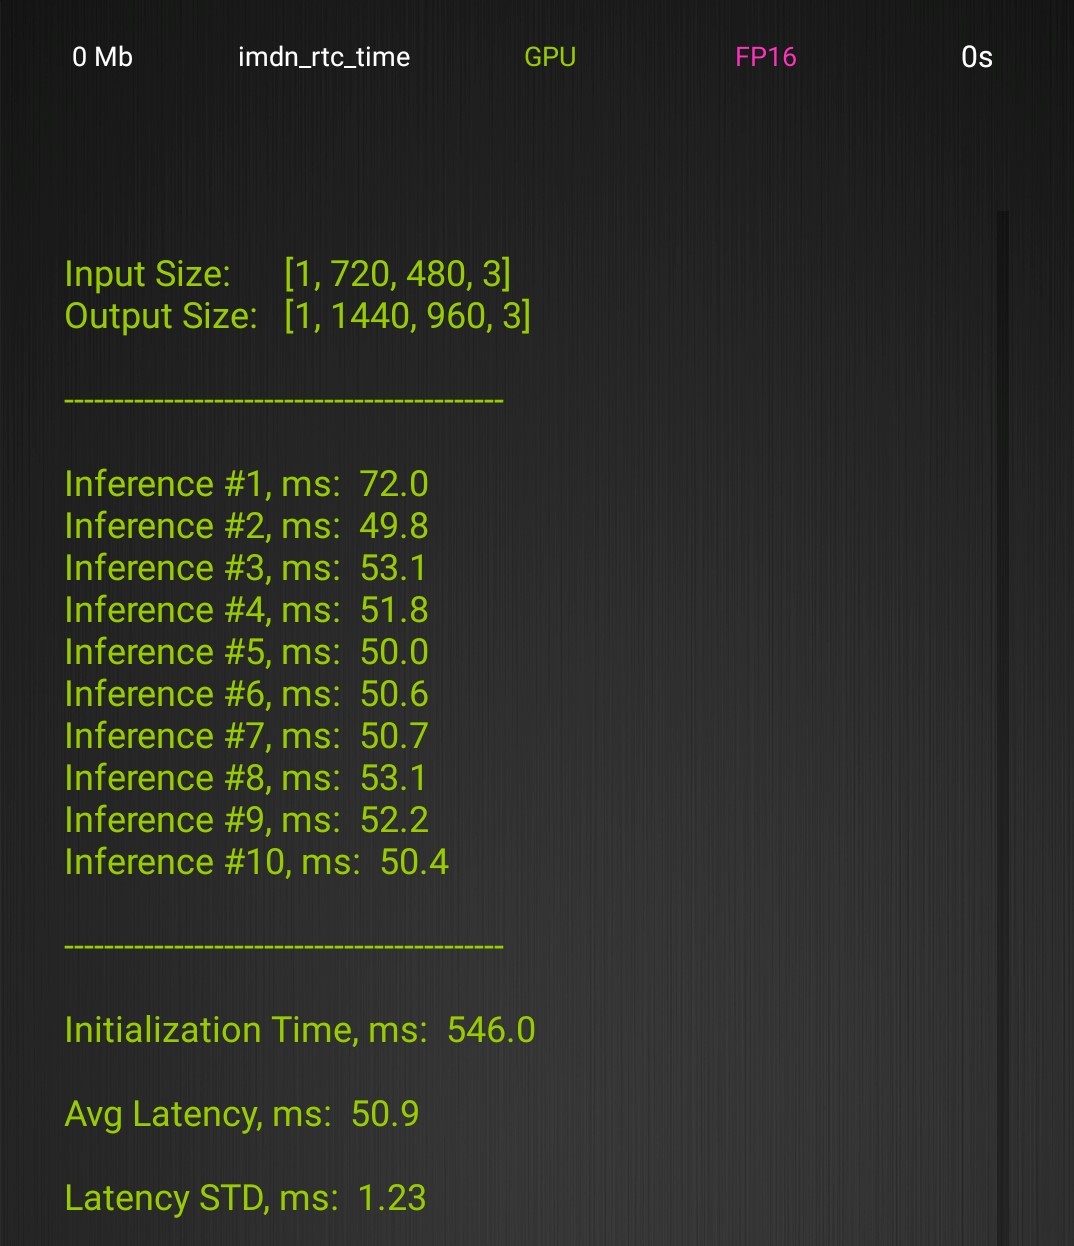 0 Mb imdn_rtc_time GPU FP16 0s
Input Size: [1, 720, 480, 3]
Output Size: [1, 1440, 960, 3]
--------------------------------------------
Inference #1, ms: 72.0
Inference #2, ms: 49.8
Inference #3, ms: 53.1
Inference #4, ms: 51.8
Inference #5, ms: 50.0
Inference #6, ms: 50.6
Inference #7, ms: 50.7
Inference #8, ms: 53.1
Inference #9, ms: 52.2
Inference #10, ms: 50.4
--------------------------------------------
Initialization Time, ms: 546.0
Avg Latency, ms: 50.9
Latency STD, ms: 1.23